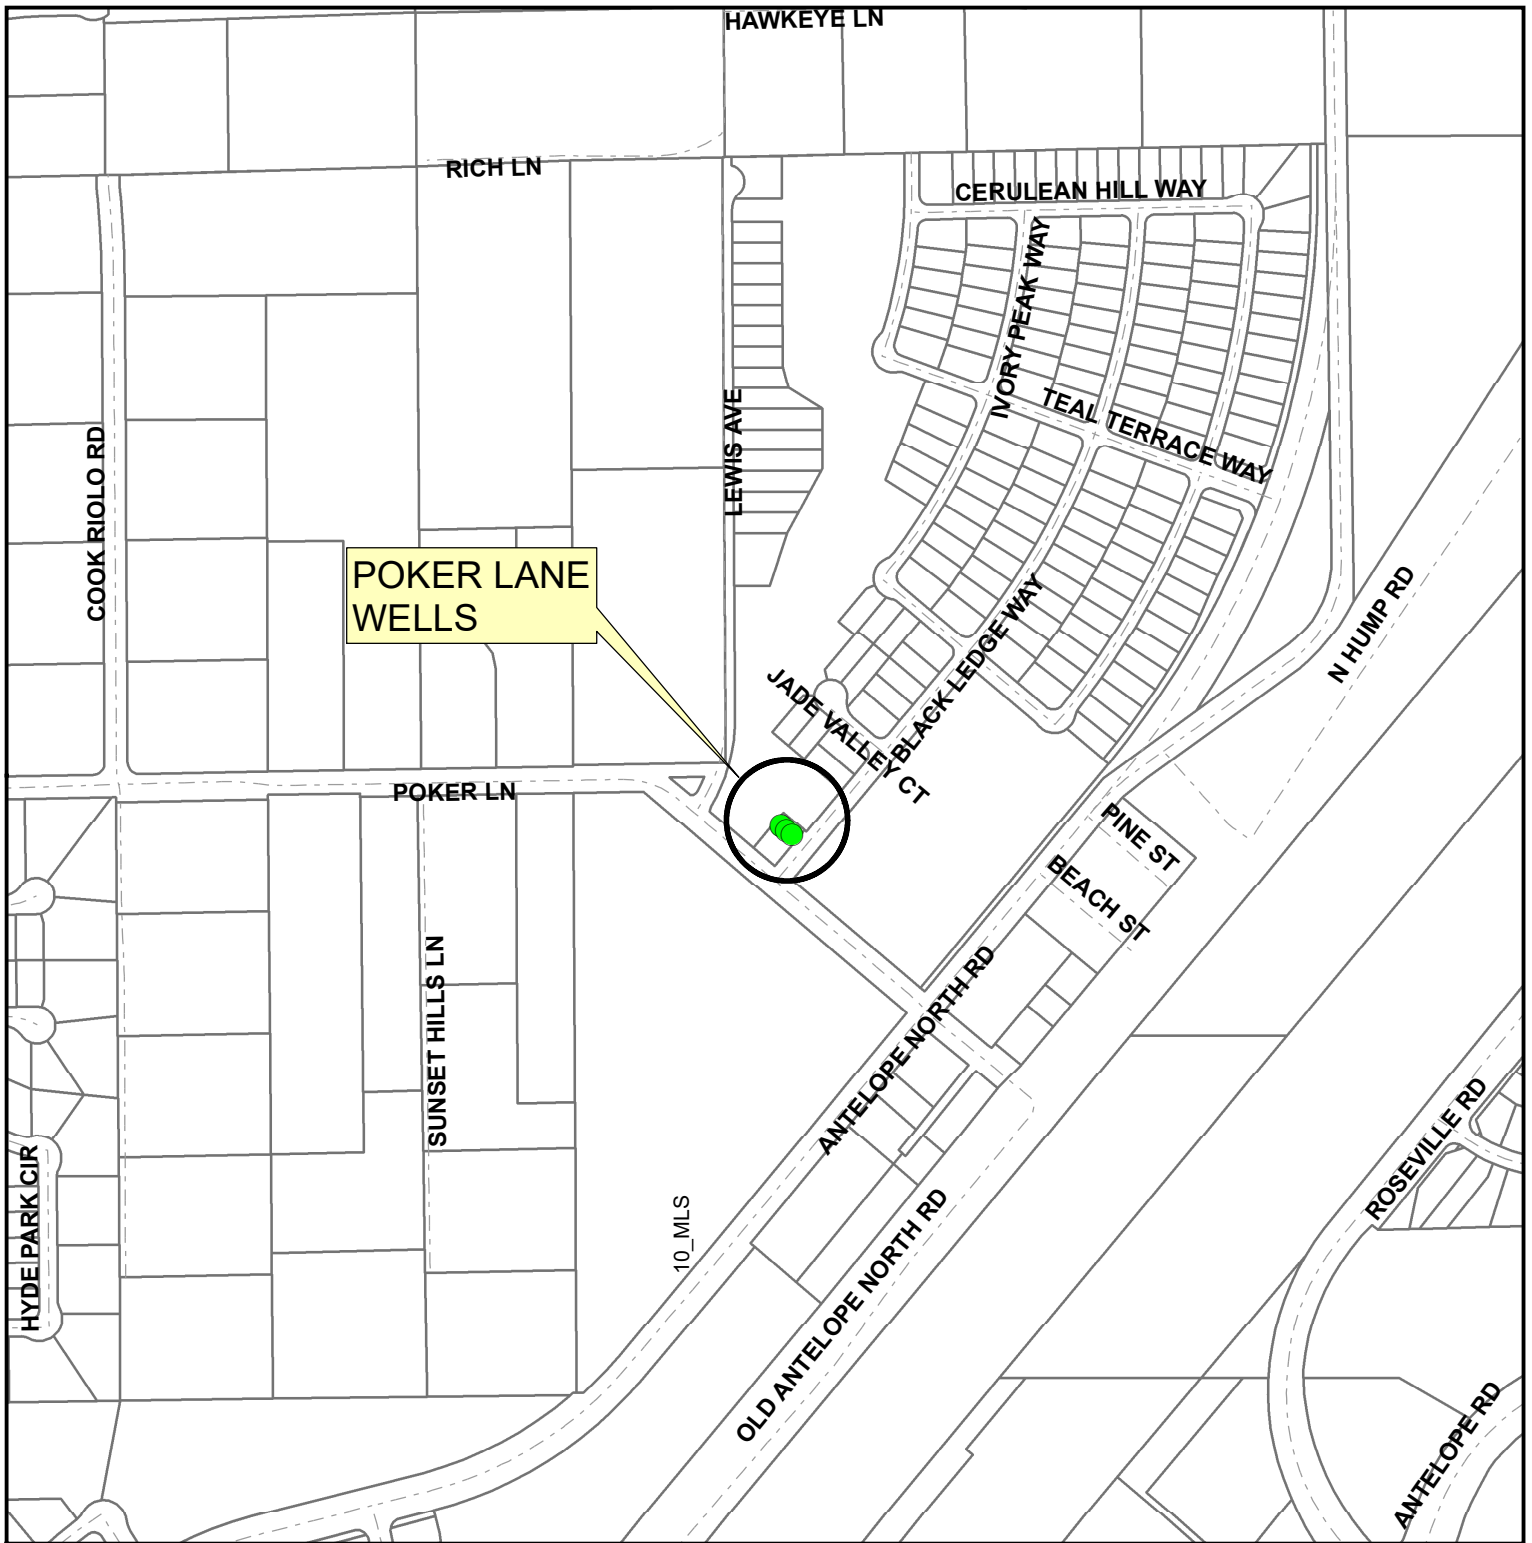 HAWKEYE LN
RICH LN
CERULEAN HILL WAY
IVORY PEAK WAY
TEAL TERRACE WAY
LEWIS AVE
COOK RIOLO RD
POKER LANE
WELLS
N HUMP RD
BLACK LEDGE WAY
JADE VALLEY CT
POKER LN
PINE ST
BEACH ST
SUNSET HILLS LN
ANTELOPE NORTH RD
ROSEVILLE RD
HYDE PARK CIR
10_MLS
OLD ANTELOPE NORTH RD
ANTELOPE RD